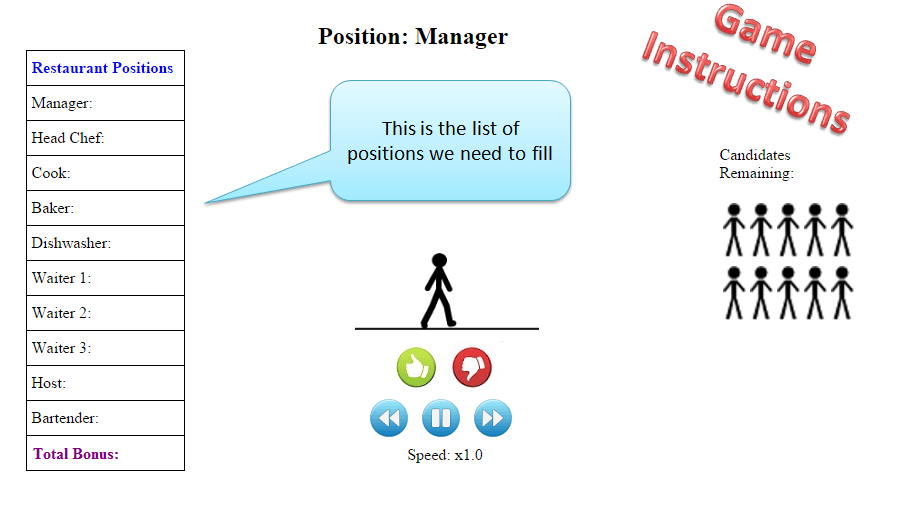 Position: Manager
Game
Instructions
Restaurant Positions
Manager:
Head Chef:
Cook:
Baker:
Dishwasher:
Waiter 1:
Waiter 2:
Waiter 3:
Host:
Bartender:
Total Bonus:
This is the list of
positions we need to fill
Candidates
Remaining:
Speed: x1.0